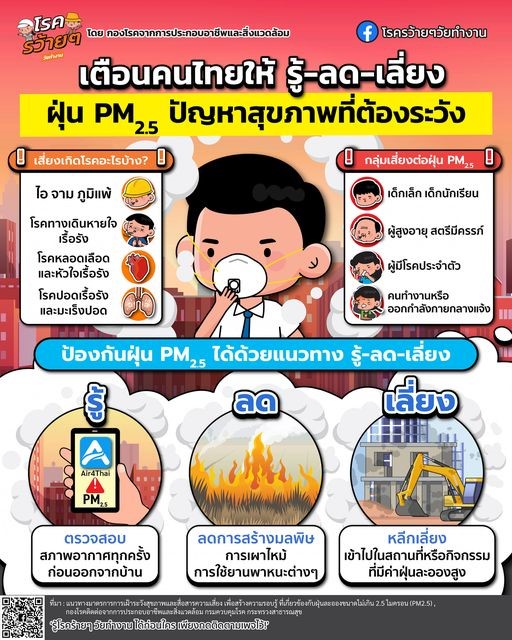 โรค
รว้ายๆ
วัยทำงาน
โดย กองโรคจากการประกอบอาชีพและสิ่งแวดล้อม
โรครว้ายๆวัยทำงาน
เตือนคนไทยให้ รู้-ลด-เลี่ยง
ฝุ่น PM2.5 ปัญหาสุขภาพที่ต้องระวัง
เสี่ยงเกิดโรคอะไรบ้าง?
ไอ จาม ภูมิแพ้
โรคทางเดินหายใจ
เรื้อรัง
โรคหลอดเลือด
และหัวใจเรื้อรัง
โรคปอดเรื้อรัง
และมะเร็งปอด
กลุ่มเสี่ยงต่อฝุ่น PM2.5
เด็กเล็ก เด็กนักเรียน
ผู้สูงอายุ สตรีมีครรภ์
ผู้มีโรคประจำตัว
คนทำงานหรือ
ออกกำลังกายกลางแจ้ง
ป้องกันฝุ่น PM2.5 ได้ด้วยแนวทาง รู้-ลด-เลี่ยง
รู้
Air4Thai
PM2.5
ตรวจสอบ
สภาพอากาศทุกครั้ง
ก่อนออกจากบ้าน
ลด
ลดการสร้างมลพิษ
การเผาไหม้
การใช้ยานพาหนะต่างๆ
เลี่ยง
หลีกเลี่ยง
เข้าไปในสถานที่หรือกิจกรรม
ที่มีค่าฝุ่นละอองสูง
ที่มา : แนวทางมาตรการการเฝ้าระวังสุขภาพและสื่อสารความเสี่ยง เพื่อสร้างความรอบรู้ ที่เกี่ยวข้องกับฝุ่นละอองขนาดไม่เกิน 2.5 ไมครอน (PM2.5) ,
กองโรคติดต่อจากการประกอบอาชีพและสิ่งแวดล้อม กรมควบคุมโรค กระทรวงสาธารณสุข
"รู้โรคร้ายๆ วัยทำงาน ได้ก่อนใคร เพียงกดติดตามเพจไว้"